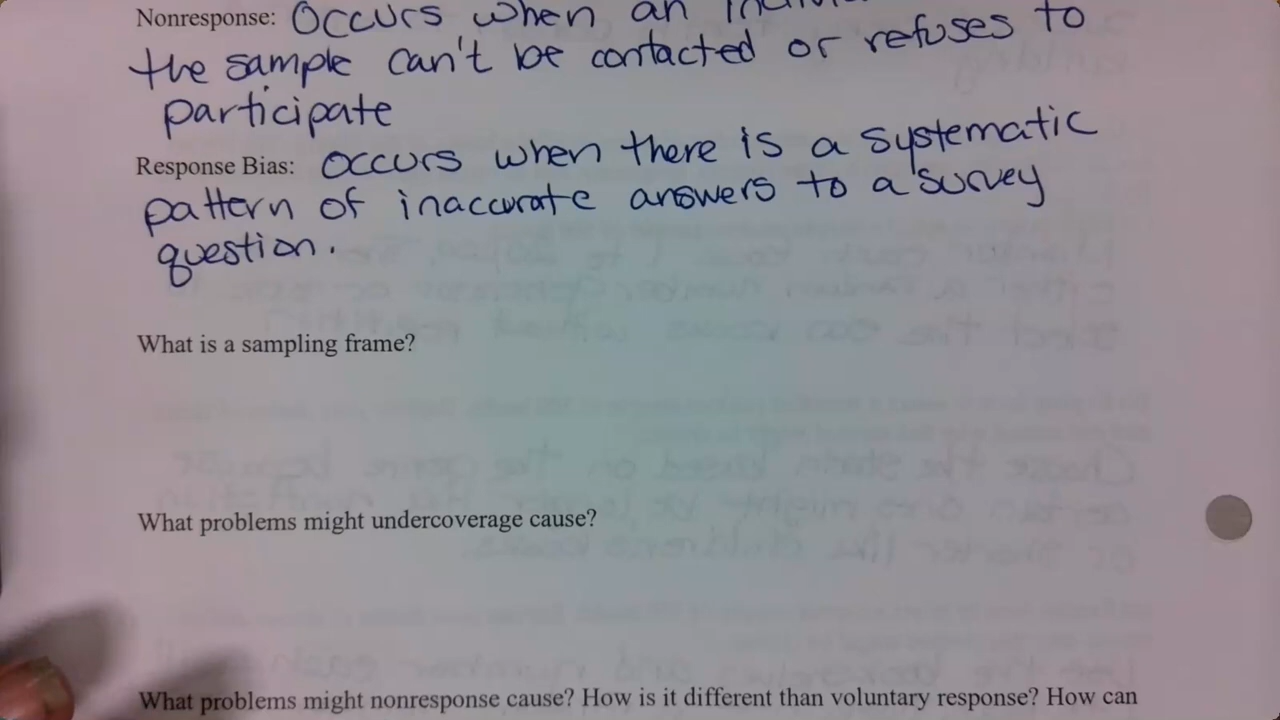 Nonresponse: Occurs when an
the sample can't be contacted or refuses to
participate
Response Bias: occurs when there is a systematic
pattern of inaccurate answers to a survey
question.
What is a sampling frame?
What problems might undercoverage cause?
What problems might nonresponse cause? How is it different than voluntary response? How can